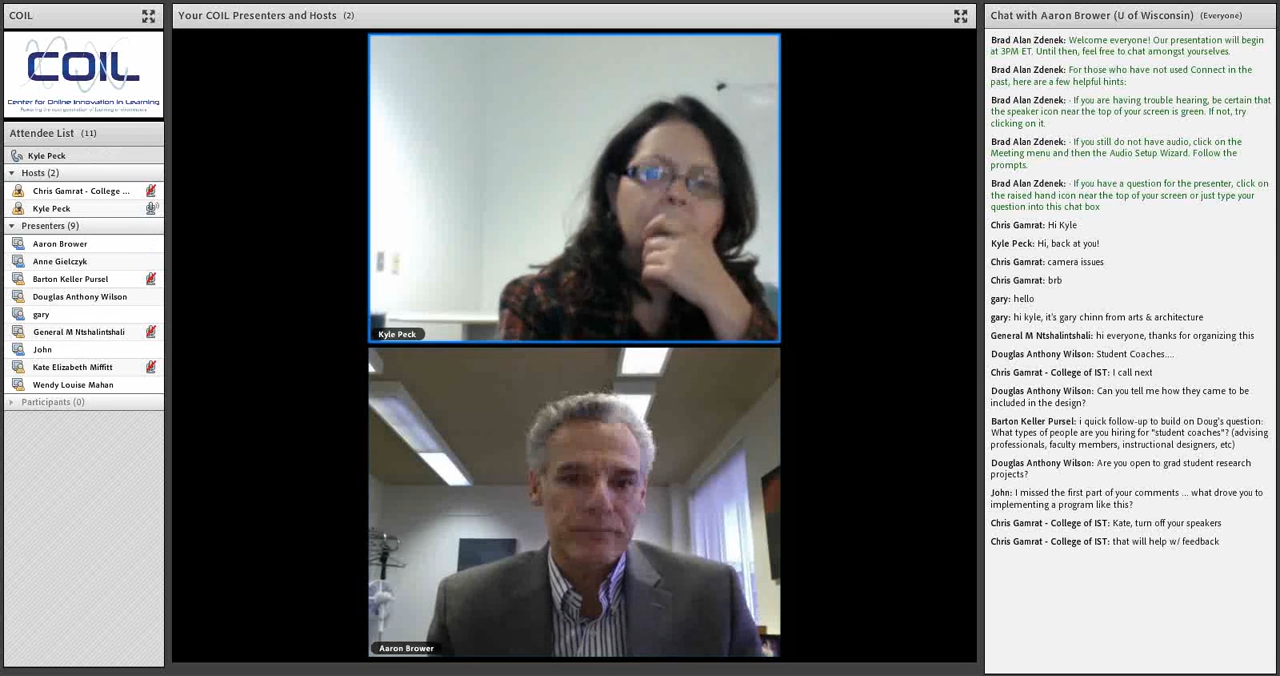 COIL
COIL
Center for Online Innovation in Learning
Attendee List (11)
Kyle Peck
Hosts (2)
Chris Gamrat - College ...
Kyle Peck
Presenters (9)
Aaron Brower
Anne Gielczyk
Barton Keller Pursel
Douglas Anthony Wilson
gary
General M Ntshalintshali
John
Kate Elizabeth Miffitt
Wendy Louise Mahan
Participants (0)
Your COIL Presenters and Hosts (2)
Kyle Peck
Aaron Brower
Chat with Aaron Brower (U of Wisconsin) (Everyone)
Brad Alan Zdenek: Welcome everyone! Our presentation will begin
at 3PM ET. Until then, feel free to chat amongst yourselves.
Brad Alan Zdenek: For those who have not used Connect in the
past, here are a few helpful hints:
Brad Alan Zdenek: - If you are having trouble hearing, be certain that
the speaker icon near the top of your screen is green. If not, try
clicking on it.
Brad Alan Zdenek: - If you still do not have audio, click on the
Meeting menu and then the Audio Setup Wizard. Follow the
prompts.
Brad Alan Zdenek: - If you have a question for the presenter, click on
the raised hand icon near the top of your screen or just type your
question into this chat box
Chris Gamrat: Hi Kyle
Kyle Peck: Hi, back at you!
Chris Gamrat: camera issues
Chris Gamrat: brb
gary: hello
gary: hi kyle, it's gary chinn from arts & architecture
General M Ntshalintshali: hi everyone, thanks for organizing this
Douglas Anthony Wilson: Student Coaches....
Chris Gamrat - College of IST: I call next
Douglas Anthony Wilson: Can you tell me how they came to be
included in the design?
Barton Keller Pursel: i quick follow-up to build on Doug's question:
What types of people are you hiring for "student coaches"? (advising
professionals, faculty members, instructional designers, etc)
Douglas Anthony Wilson: Are you open to grad student research
projects?
John: I missed the first part of your comments ... what drove you to
implementing a program like this?
Chris Gamrat - College of IST: Kate, turn off your speakers
Chris Gamrat - College of IST: that will help w/ feedback